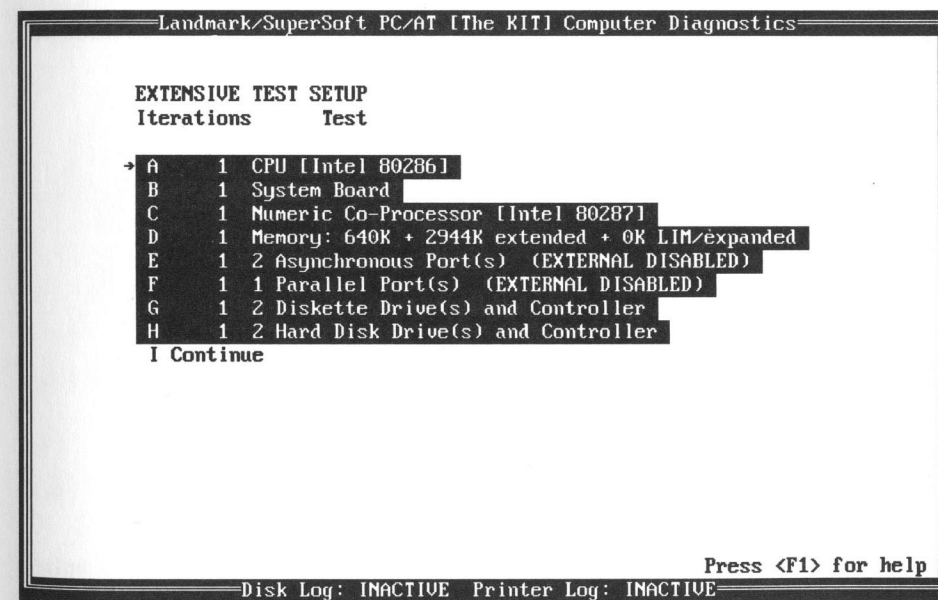 Landmark/SuperSoft PC/AT [The KIT] Computer Diagnostics
EXTENSIVE TEST SETUP
Iterations Test
→ A 1 CPU [Intel 80286]
B 1 System Board
C 1 Numeric Co-Processor [Intel 80287]
D 1 Memory: 640K + 2944K extended + 0K LIM/expanded
E 1 2 Asynchronous Port(s) (EXTERNAL DISABLED)
F 1 1 Parallel Port(s) (EXTERNAL DISABLED)
G 1 2 Diskette Drive(s) and Controller
H 1 2 Hard Disk Drive(s) and Controller
I Continue
Press <F1> for help
Disk Log: INACTIVE Printer Log: INACTIVE